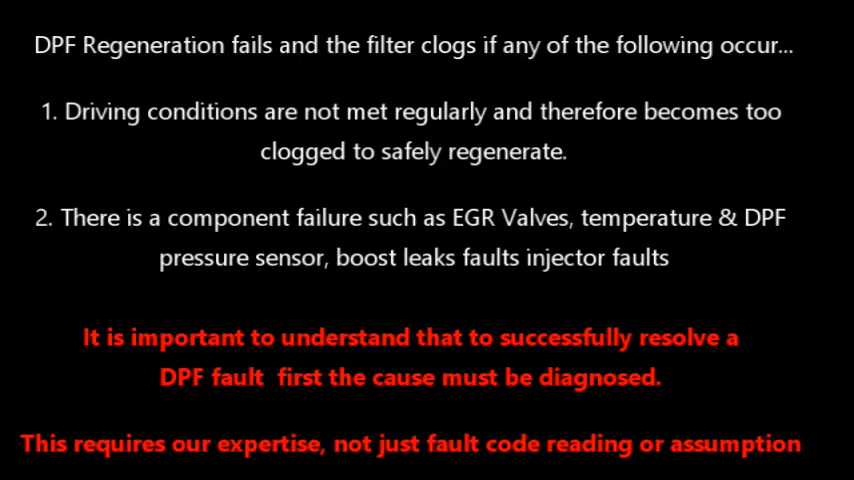 DPF Regeneration fails and the filter clogs if any of the following occur...
1. Driving conditions are not met regularly and therefore becomes too
clogged to safely regenerate.
2. There is a component failure such as EGR Valves, temperature & DPF
pressure sensor, boost leaks faults injector faults
It is important to understand that to successfully resolve a
DPF fault  first the cause must be diagnosed.
This requires our expertise, not just fault code reading or assumption